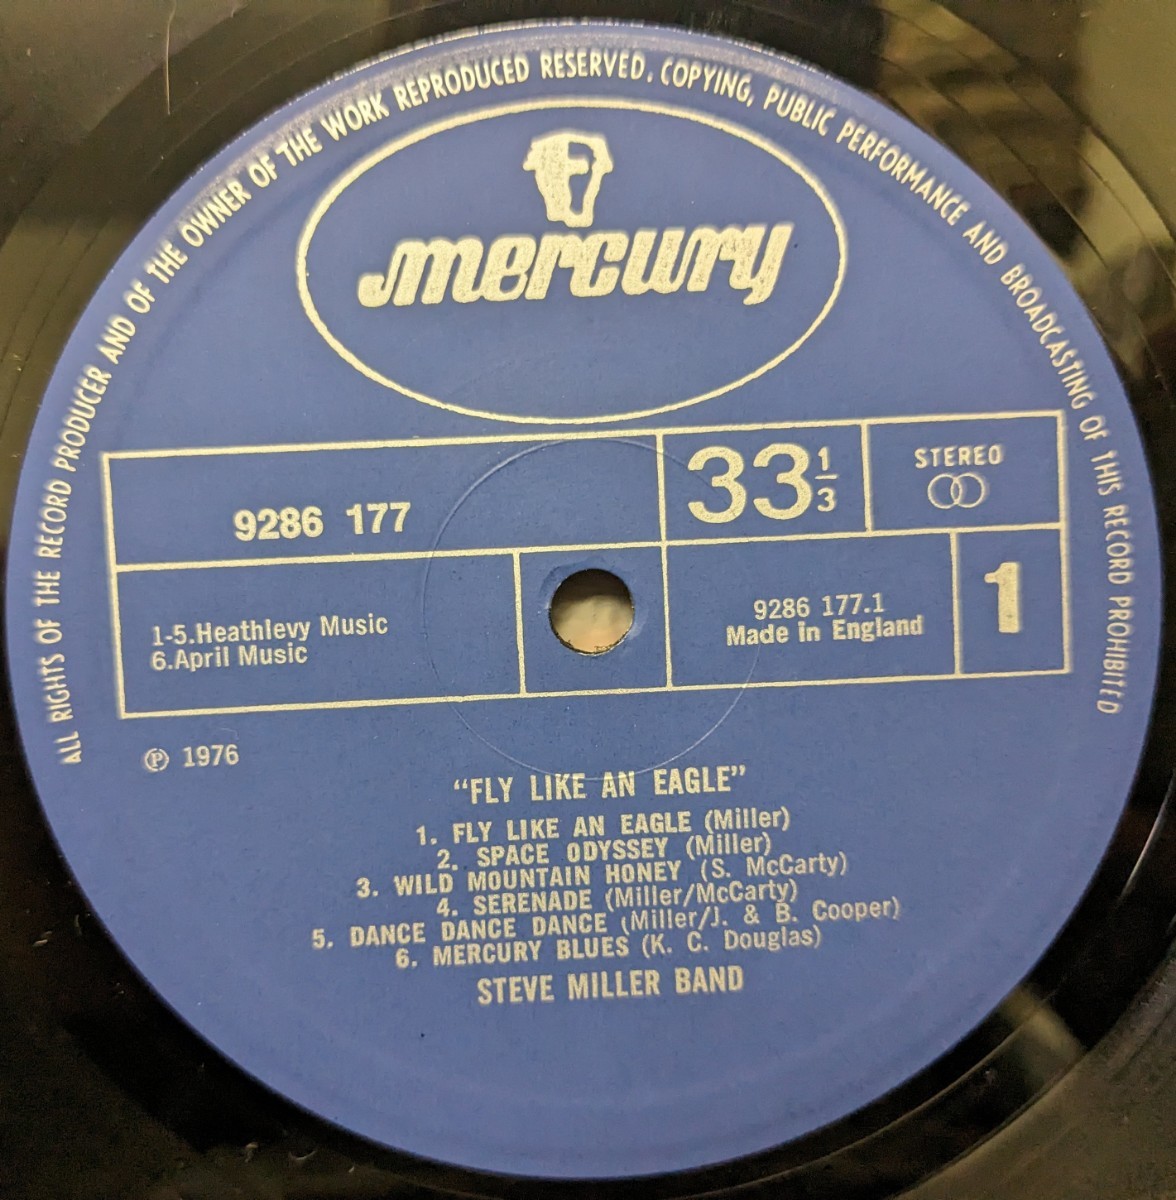 ALL RIGHTS OF THE RECORD PRODUCER AND OF THE OWNER OF THE WORK REPRODUCED RESERVED. COPYING, PUBLIC PERFORMANCE AND BROADCASTING OF THIS RECORD PROHIBITED
mercury
9286 177
33 1/3
STEREO
1-5.Heathlevy Music
6.April Music
9286 177.1
Made in England
1
℗ 1976
"FLY LIKE AN EAGLE"
1. FLY LIKE AN EAGLE (Miller)
2. SPACE ODYSSEY (Miller)
3. WILD MOUNTAIN HONEY (S. McCarty)
4. SERENADE (Miller/McCarty)
5. DANCE DANCE DANCE (Miller/J. & B. Cooper)
6. MERCURY BLUES (K. C. Douglas)
STEVE MILLER BAND